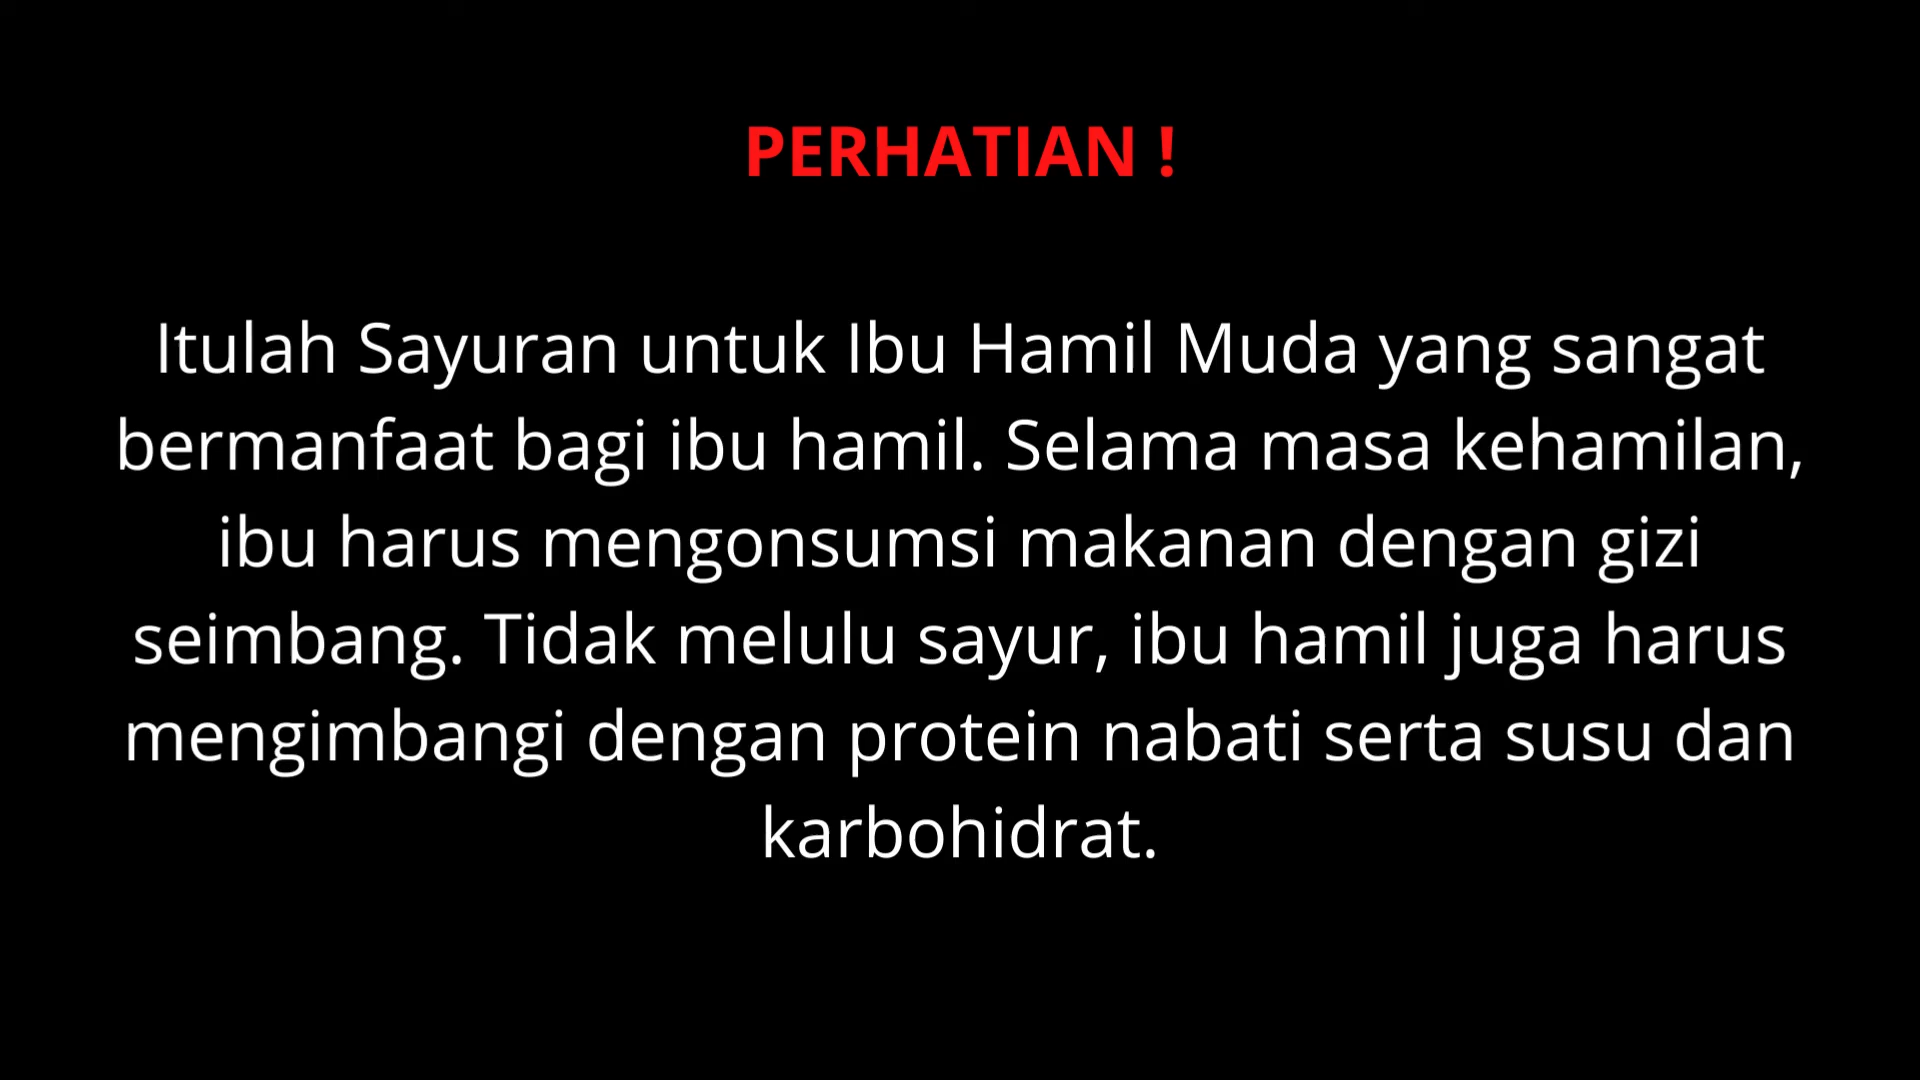 PERHATIAN !
Itulah Sayuran untuk Ibu Hamil Muda yang sangat
bermanfaat bagi ibu hamil. Selama masa kehamilan,
ibu harus mengonsumsi makanan dengan gizi
seimbang. Tidak melulu sayur, ibu hamil juga harus
mengimbangi dengan protein nabati serta susu dan
karbohidrat.